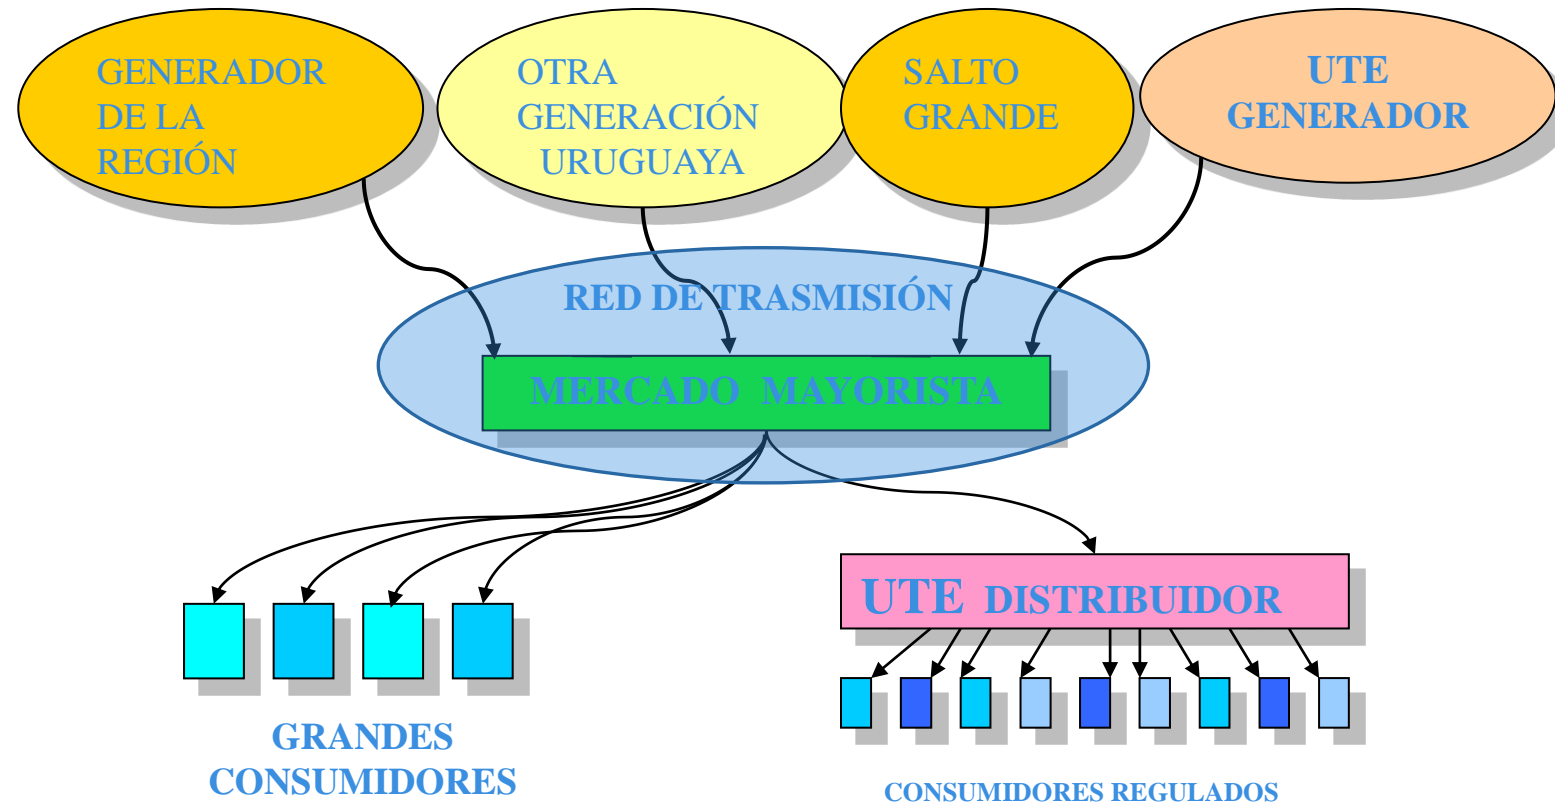 GENERADOR
DE LA
REGIÓN
OTRA
GENERACIÓN
URUGUAYA
SALTO
GRANDE
UTE
GENERADOR
RED DE TRASMISIÓN
MERCADO MAYORISTA
UTE DISTRIBUIDOR
GRANDES
CONSUMIDORES
CONSUMIDORES REGULADOS